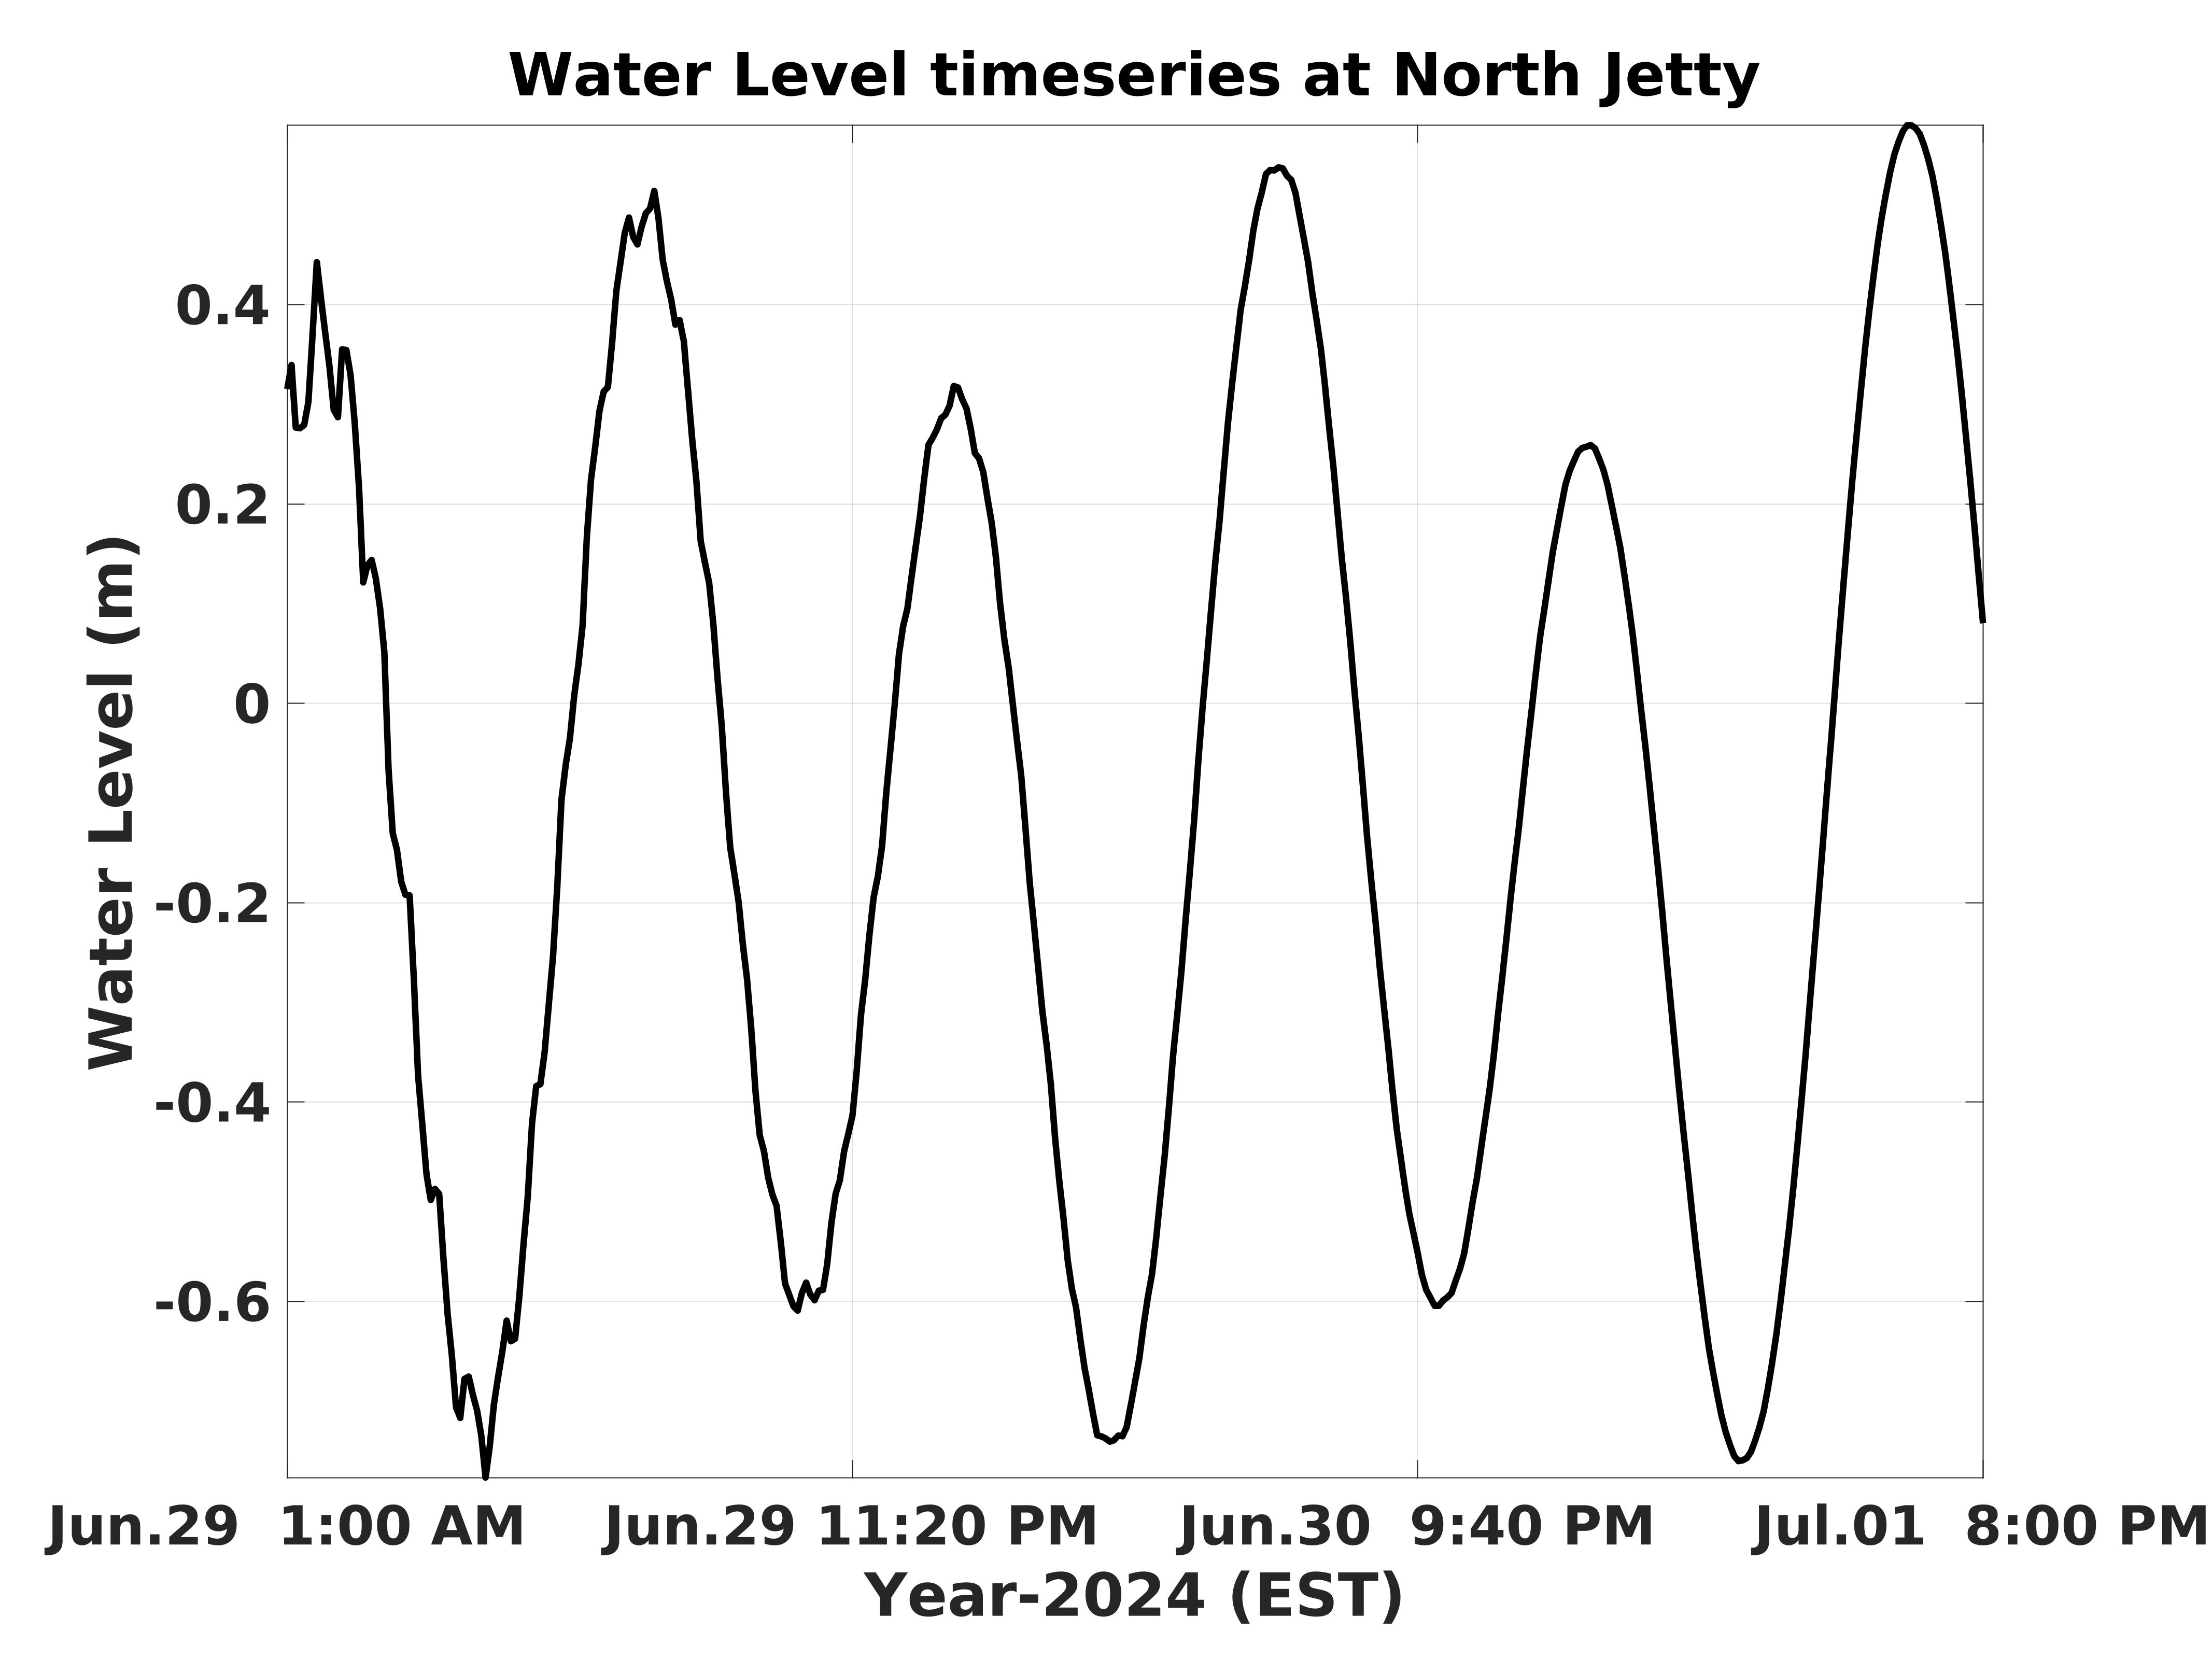 Water Level timeseries at North Jetty
Water Level (m)
0.4
0.2
0
-0.2
-0.4
-0.6
Jun.29 1:00 AM Jun.29 11:20 PM Jun.30 9:40 PM Jul.01 8:00 PM
Year-2024 (EST)